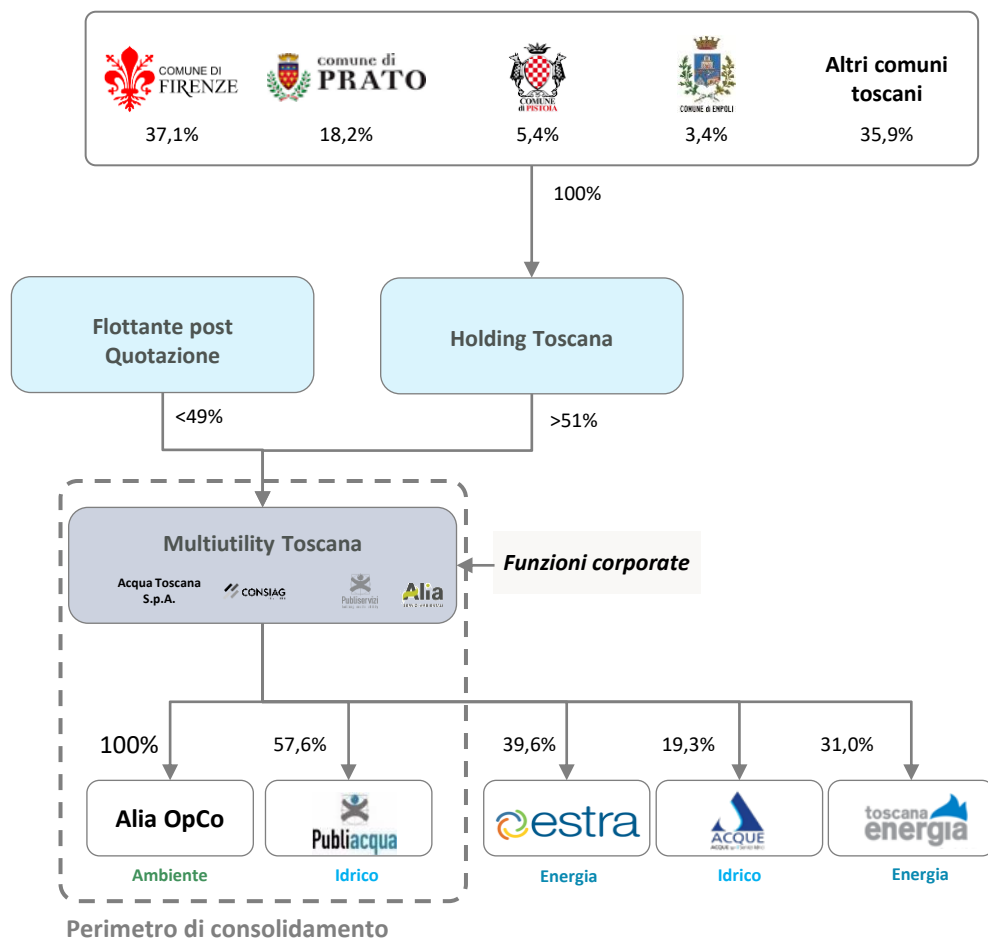 COMUNE DI
FIRENZE
comune di
PRATO
COMUNE
di PISTOIA
COMUNE di EMPOLI
Altri comuni
toscani
37,1%
18,2%
5,4%
3,4%
35,9%
100%
Flottante post
Quotazione
Holding Toscana
<49%
>51%
Multiutility Toscana
Acqua Toscana
S.p.A.
CONSIAG
Publiservizi
Alia
Funzioni corporate
100%
57,6%
39,6%
19,3%
31,0%
Alia OpCo
Publiacqua
estra
ACQUE
toscana
energia
Ambiente
Idrico
Energia
Idrico
Energia
Perimetro di consolidamento